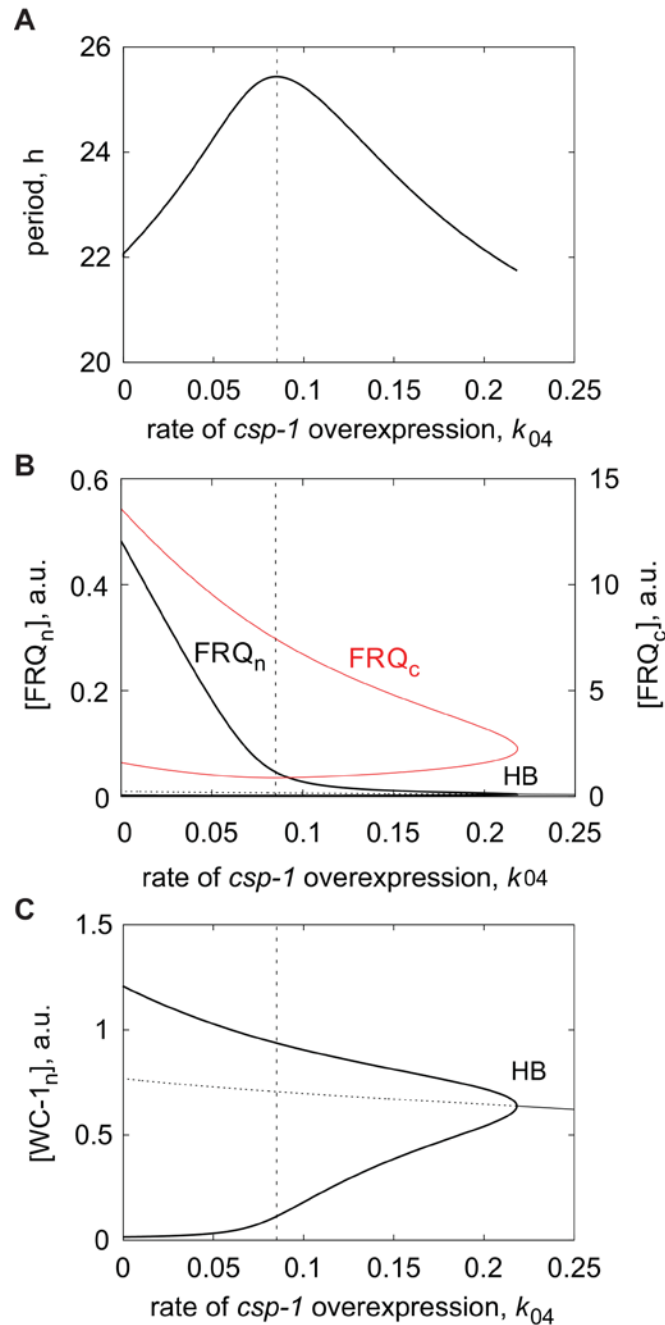 A
period, h
26
24
22
20
0 0.05 0.1 0.15 0.2 0.25
rate of csp-1 overexpression, k04
B
[FRQn], a.u.
0.6
0.4
0.2
0
FRQn
FRQc
HB
15
10
5
0
[FRQc], a.u.
0 0.05 0.1 0.15 0.2 0.25
rate of csp-1 overexpression, k04
C
[WC-1n], a.u.
1.5
1
0.5
0
HB
0 0.05 0.1 0.15 0.2 0.25
rate of csp-1 overexpression, k04